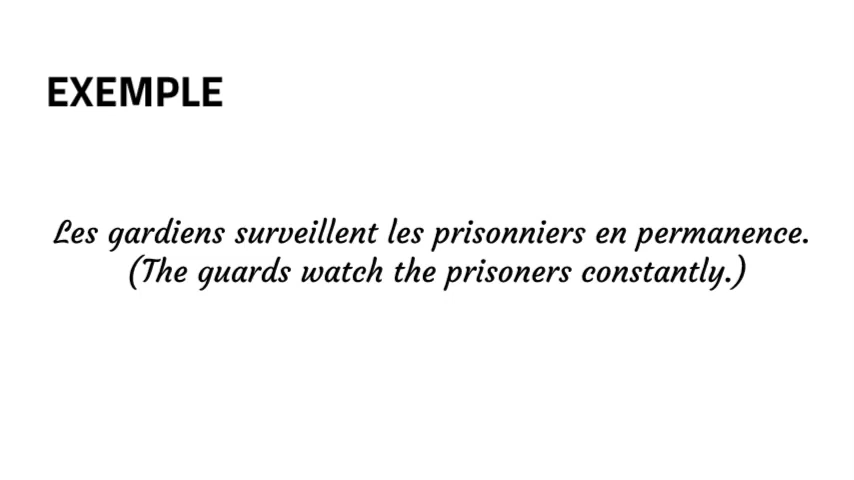 EXEMPLE
Les gardiens surveillent les prisonniers en permanence.
(The guards watch the prisoners constantly.)